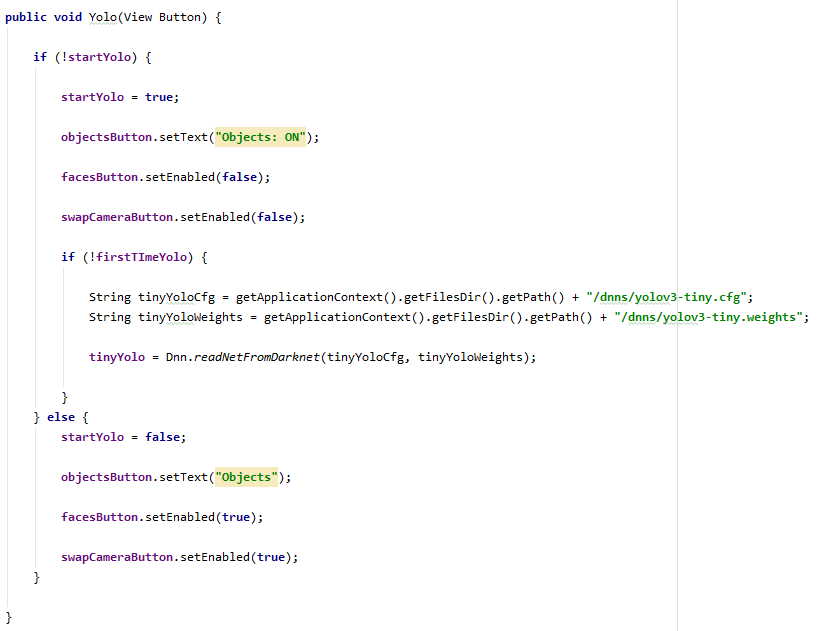 public void Yolo(View Button) {
if (!startYolo) {
startYolo = true;
objectsButton.setText("Objects: ON");
facesButton.setEnabled(false);
swapCameraButton.setEnabled(false);
if (!firstTImeYolo) {
String tinyYoloCfg = getApplicationContext().getFilesDir().getPath() + "/dnns/yolov3-tiny.cfg";
String tinyYoloWeights = getApplicationContext().getFilesDir().getPath() + "/dnns/yolov3-tiny.weights";
tinyYolo = Dnn.readNetFromDarknet(tinyYoloCfg, tinyYoloWeights);
}
} else {
startYolo = false;
objectsButton.setText("Objects");
facesButton.setEnabled(true);
swapCameraButton.setEnabled(true);
}
}